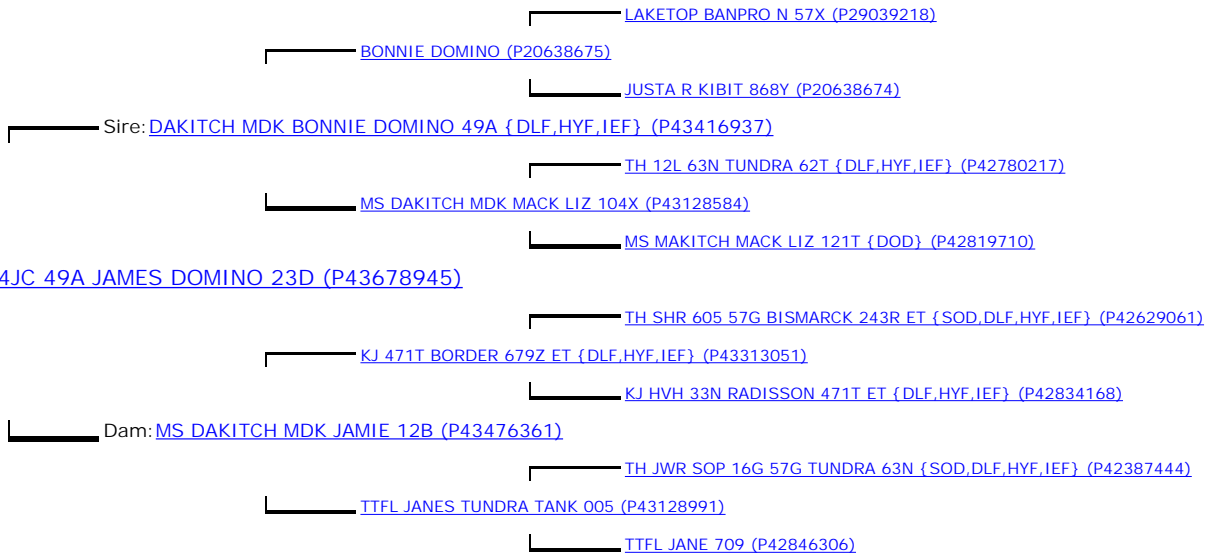 LAKETOP BANPRO N 57X (P29039218)
BONNIE DOMINO (P20638675)
JUSTA R KIBIT 868Y (P20638674)
Sire: DAKITCH MDK BONNIE DOMINO 49A {DLF,HYF,IEF} (P43416937)
TH 12L 63N TUNDRA 62T {DLF,HYF,IEF} (P42780217)
MS DAKITCH MDK MACK LIZ 104X (P43128584)
MS MAKITCH MACK LIZ 121T {DOD} (P42819710)
4JC 49A JAMES DOMINO 23D (P43678945)
TH SHR 605 57G BISMARCK 243R ET {SOD,DLF,HYF,IEF} (P42629061)
KJ 471T BORDER 679Z ET {DLF,HYF,IEF} (P43313051)
KJ HVH 33N RADISSON 471T ET {DLF,HYF,IEF} (P42834168)
Dam: MS DAKITCH MDK JAMIE 12B (P43476361)
TH JWR SOP 16G 57G TUNDRA 63N {SOD,DLF,HYF,IEF} (P42387444)
TTFL JANES TUNDRA TANK 005 (P43128991)
TTFL JANE 709 (P42846306)